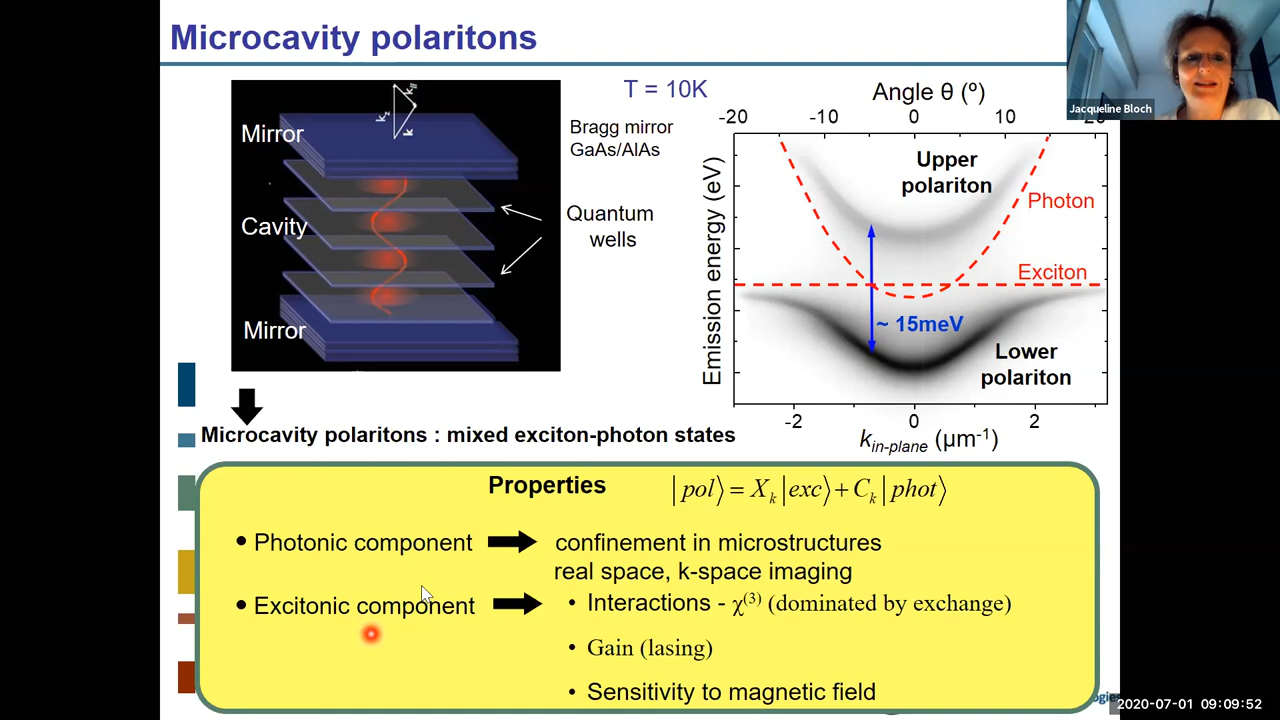 Microcavity polaritons
Jacqueline Bloch
T = 10K
Mirror
Cavity
Mirror
k_z
k_//
k
Bragg mirror
GaAs/AlAs
Quantum
wells
Angle θ (º)
-20 -10 0 10 20
Emission energy (eV)
Upper
polariton
Photon
Exciton
~ 15meV
Lower
polariton
-2 0 2
k_in-plane (μm⁻¹)
Microcavity polaritons : mixed exciton-photon states
Properties
|pol⟩ = X_k|exc⟩ + C_k|phot⟩
• Photonic component
confinement in microstructures
real space, k-space imaging
• Excitonic component
• Interactions - χ⁽³⁾ (dominated by exchange)
• Gain (lasing)
• Sensitivity to magnetic field
2020-07-01 09:09:52